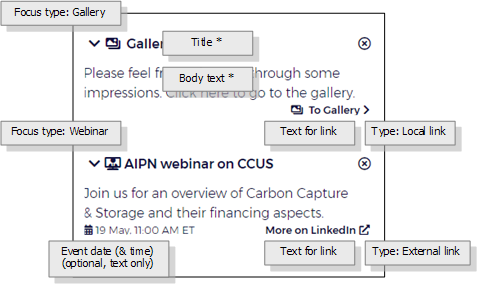 Focus type: Gallery
Galler
Title *
Please feel fr
through some
Body text *
impressions. Click here to go to the gallery.
To Gallery
Focus type: Webinar
Text for link
Type: Local link
AIPN webinar on CCUS
Join us for an overview of Carbon Capture
& Storage and their financing aspects.
19 May, 11:00 AM ET
More on LinkedIn
Event date (& time)
(optional, text only)
Text for link
Type: External link